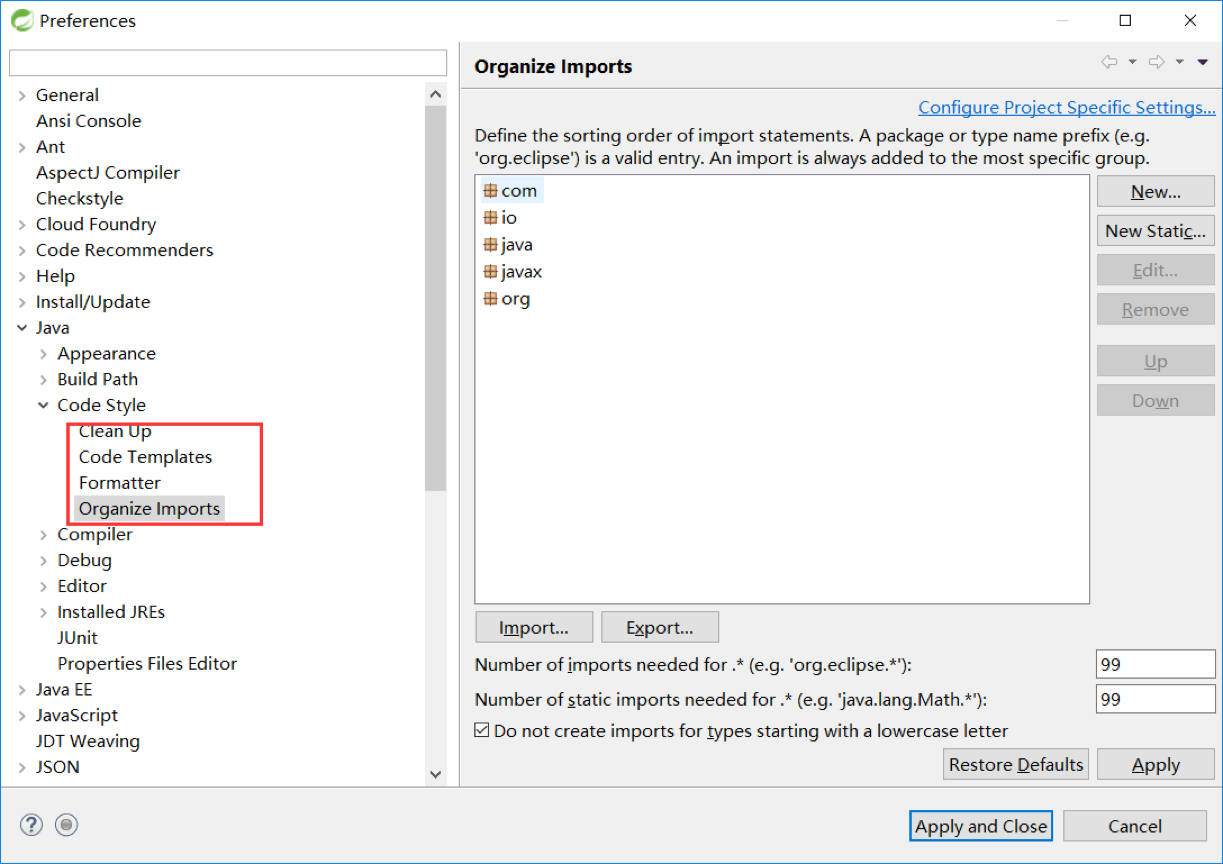 Preferences
General
Ansi Console
Ant
AspectJ Compiler
Checkstyle
Cloud Foundry
Code Recommenders
Help
Install/Update
Java
Appearance
Build Path
Code Style
Clean Up
Code Templates
Formatter
Organize Imports
Compiler
Debug
Editor
Installed JREs
JUnit
Properties Files Editor
Java EE
JavaScript
JDT Weaving
JSON
Organize Imports
Configure Project Specific Settings...
Define the sorting order of import statements. A package or type name prefix (e.g.
'org.eclipse') is a valid entry. An import is always added to the most specific group.
com
io
java
javax
org
New...
New Static...
Edit...
Remove
Up
Down
Import...
Export...
Number of imports needed for .* (e.g. 'org.eclipse.*'):
99
Number of static imports needed for .* (e.g. 'java.lang.Math.*'):
99
Do not create imports for types starting with a lowercase letter
Restore Defaults
Apply
?
Apply and Close
Cancel